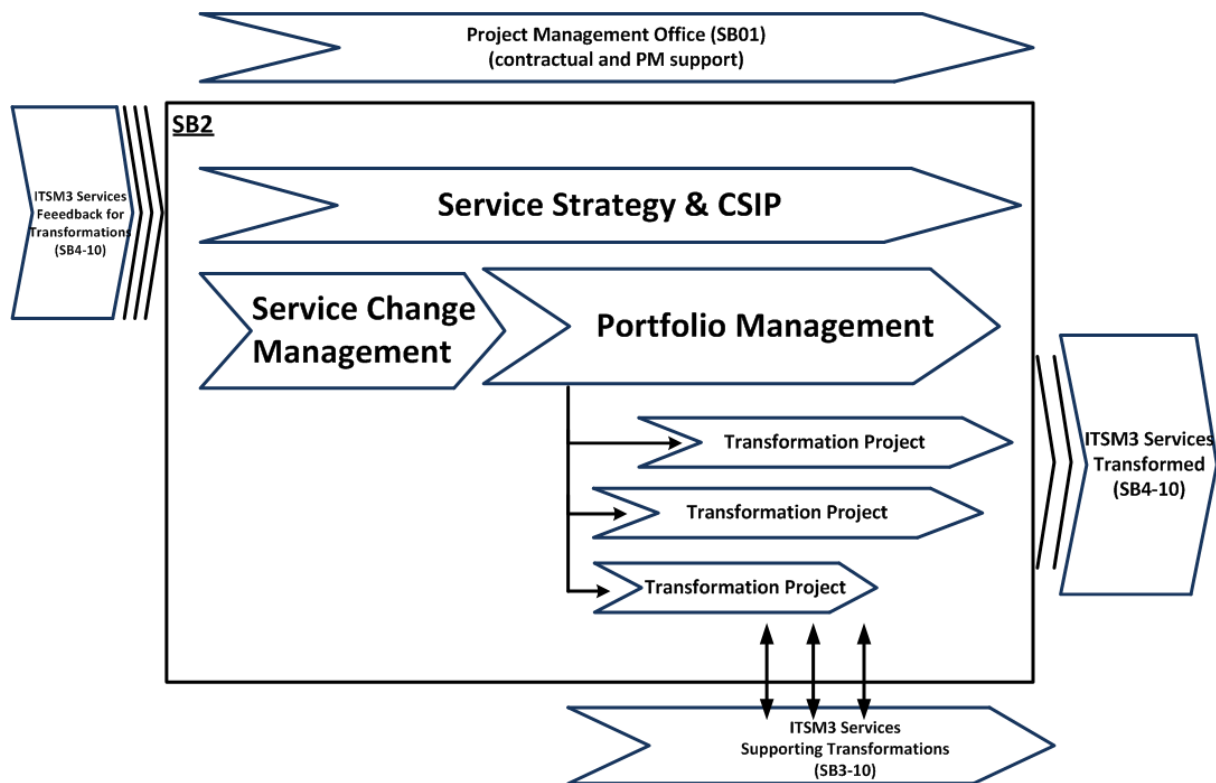 Project Management Office (SB01)
(contractual and PM support)
SB2
ITSM3 Services
Feeedback for
Transformations
(SB4-10)
Service Strategy & CSIP
Service Change
Management
Portfolio Management
Transformation Project
Transformation Project
Transformation Project
ITSM3 Services
Transformed
(SB4-10)
ITSM3 Services
Supporting Transformations
(SB3-10)